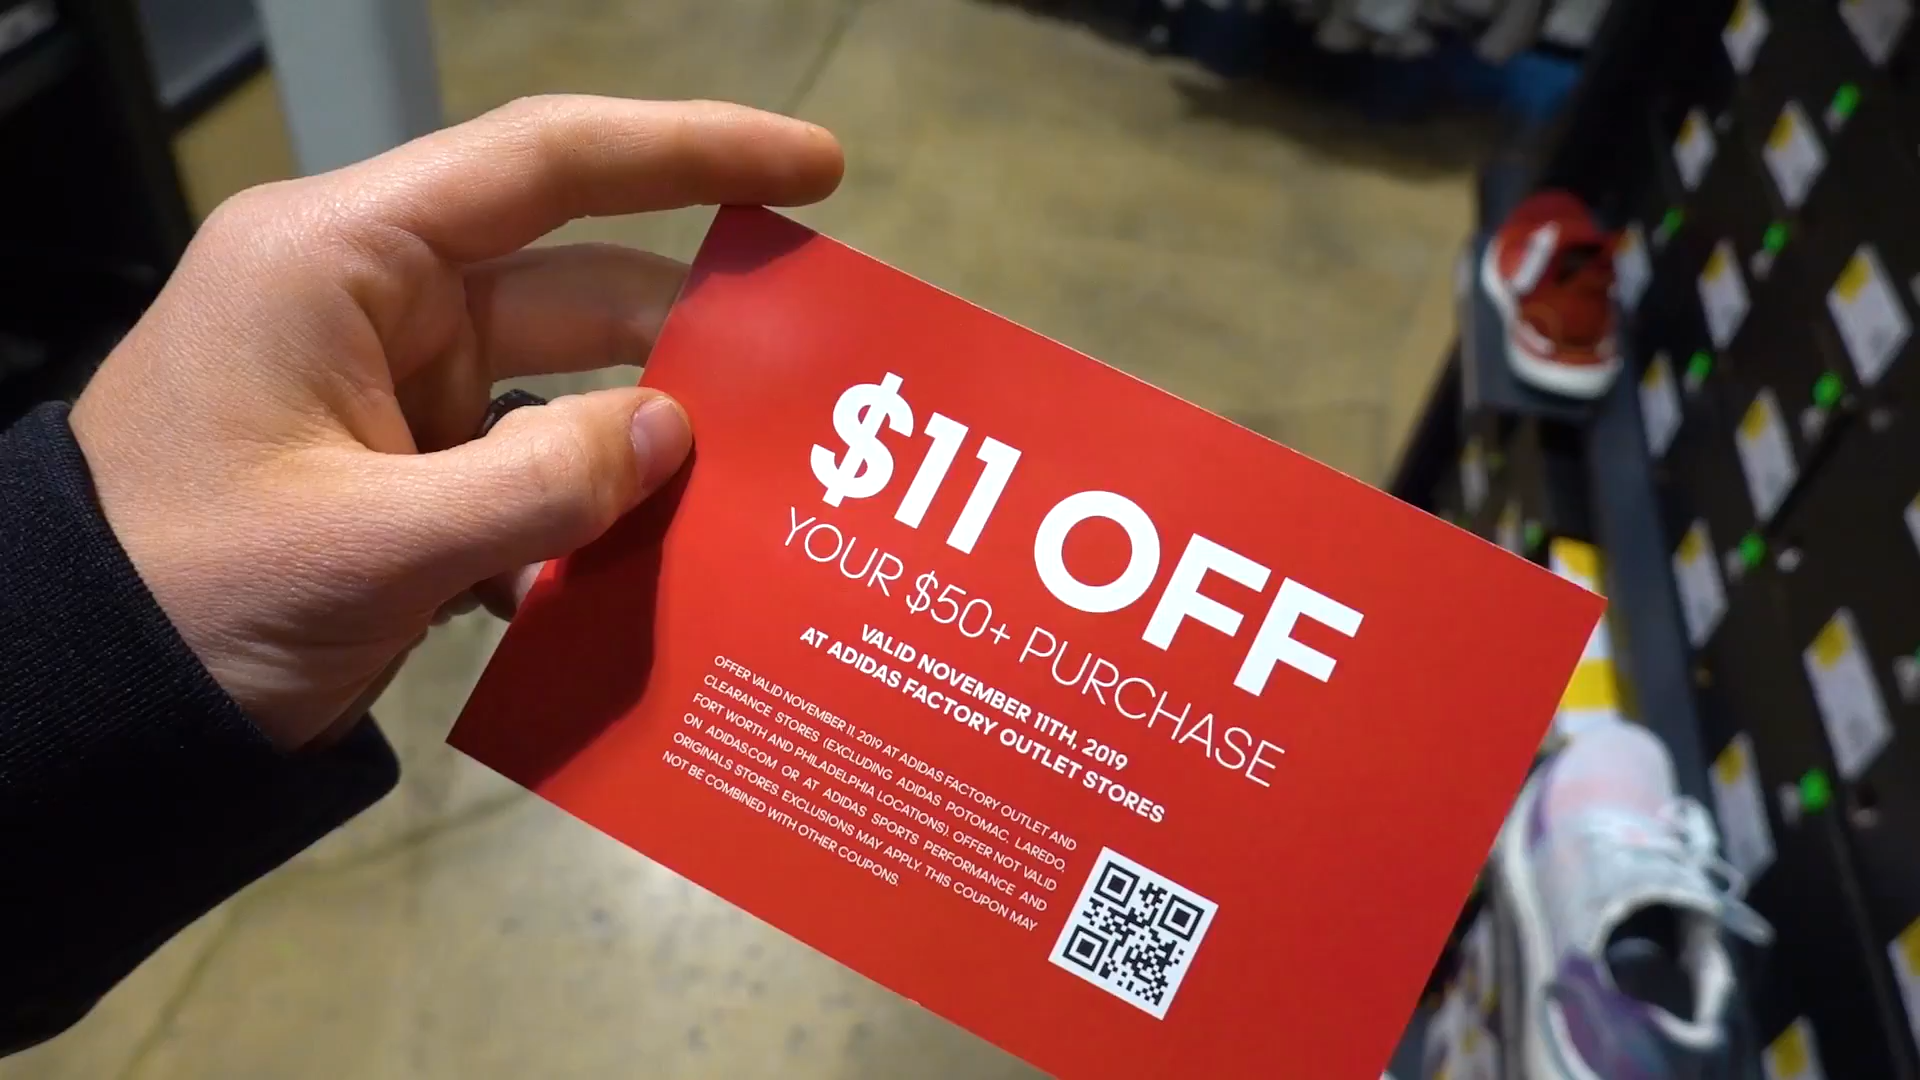 $11 OFF
YOUR $50+ PURCHASE
VALID NOVEMBER 11TH, 2019
AT ADIDAS FACTORY OUTLET STORES
OFFER VALID NOVEMBER 11, 2019 AT ADIDAS FACTORY OUTLET AND
CLEARANCE STORES (EXCLUDING ADIDAS POTOMAC, LAREDO,
FORT WORTH AND PHILADELPHIA LOCATIONS). OFFER NOT VALID
ON ADIDAS.COM OR AT ADIDAS SPORTS PERFORMANCE AND
ORIGINALS STORES. EXCLUSIONS MAY APPLY. THIS COUPON MAY
NOT BE COMBINED WITH OTHER COUPONS.